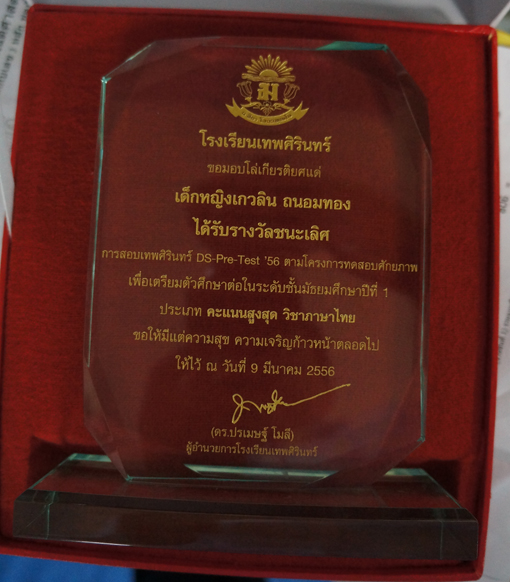 โรงเรียนเทพศิรินทร์
ขอมอบโล่เกียรติยศแด่
เด็กหญิงเกวลิน ถนอมทอง
ได้รับรางวัลชนะเลิศ
การสอบเทพศิรินทร์ DS-Pre-Test '56 ตามโครงการทดสอบศักยภาพ
เพื่อเตรียมตัวศึกษาต่อในระดับชั้นมัธยมศึกษาปีที่ 1
ประเภท คะแนนสูงสุด วิชาภาษาไทย
ขอให้มีแต่ความสุข ความเจริญก้าวหน้าตลอดไป
ให้ไว้ ณ วันที่ 9 มีนาคม 2556
(ดร.ปรเมษฐ์ โมลี)
ผู้อำนวยการโรงเรียนเทพศิรินทร์